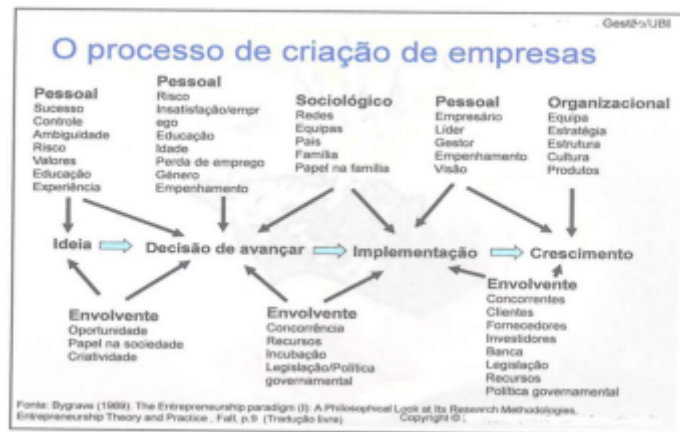 Gestão/UBI
O processo de criação de empresas
Pessoal
Sucesso
Controle
Ambiguidade
Risco
Valores
Educação
Experiência
Pessoal
Risco
Insatisfação/empr
ego
Educação
Idade
Perda de emprego
Género
Empenhamento
Sociológico
Redes
Equipas
Pais
Família
Papel na família
Pessoal
Empresário
Líder
Gestor
Empenhamento
Visão
Organizacional
Equipa
Estratégia
Estrutura
Cultura
Produtos
Ideia
Decisão de avançar
Implementação
Crescimento
Envolvente
Oportunidade
Papel na sociedade
Criatividade
Envolvente
Concorrência
Recursos
Incubação
Legislação/Política
governamental
Envolvente
Concorrentes
Clientes
Fornecedores
Investidores
Banca
Legislação
Recursos
Política governamental
Fonte: Bygrave (1989). The Entrepreneurship paradigm (I): A Philosophical Look at Its Research Methodologies,
Entrepreneurship Theory and Practice , Fall, p.9 (Tradução livre) Copyright © ;